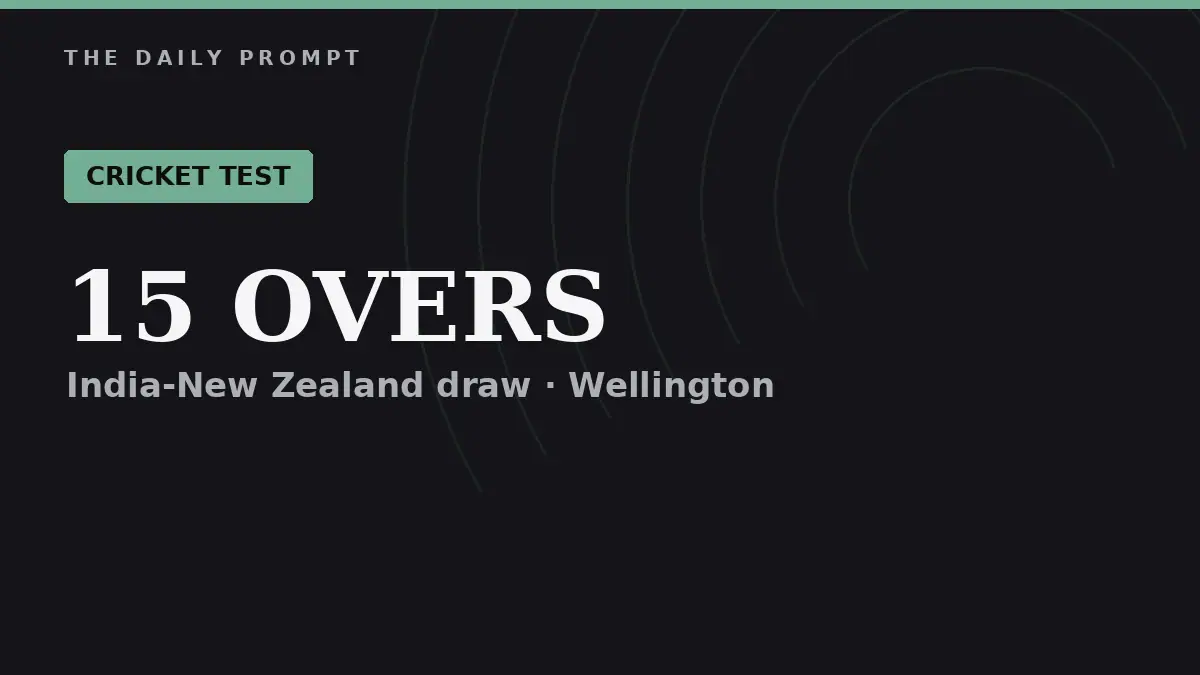 THE DAILY PROMPT
CRICKET TEST
15 OVERS
India-New Zealand draw · Wellington